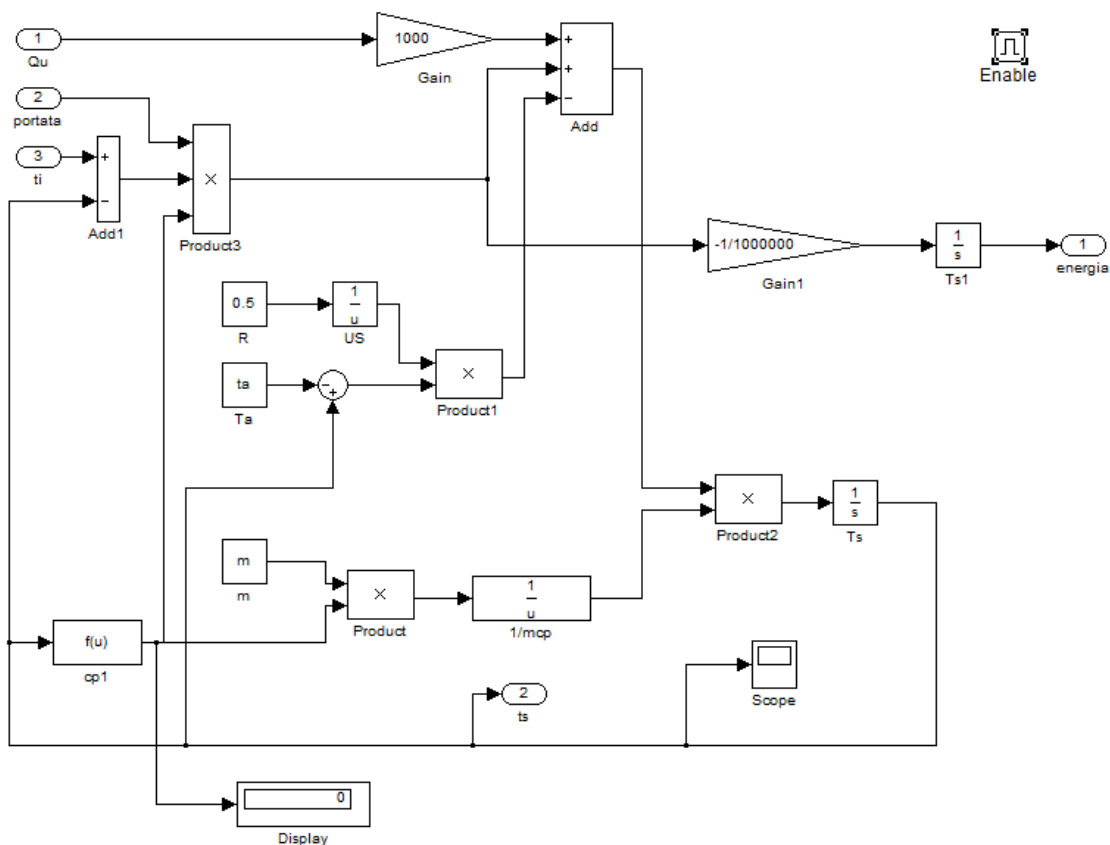 1
Qu
1000
Gain
+
+
−
Add
Enable
2
portata
3
ti
+
−
Add1
×
Product3
-1/1000000
Gain1
1
s
Ts1
1
energia
0.5
R
1
u
US
ta
Ta
−
+
×
Product1
×
Product2
1
s
Ts
m
m
×
Product
1
u
1/mcp
f(u)
cp1
2
ts
Scope
0
Display